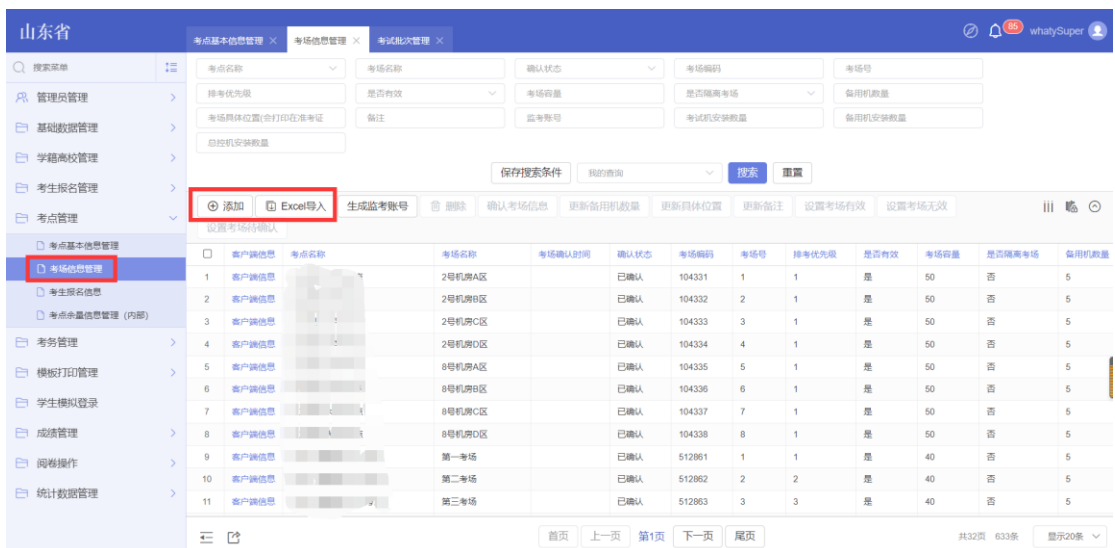 山东省
考点基本信息管理 × 考场信息管理 × 考试批次管理 ×
85 whatySuper
搜索菜单
管理员管理
基础数据管理
学籍高校管理
考生报名管理
考点管理
考点基本信息管理
考场信息管理
考生报名信息
考点余量信息管理 (内部)
考务管理
模板打印管理
学生模拟登录
成绩管理
阅卷操作
统计数据管理
考点名称 考场名称 确认状态 考场编码 考场号
排考优先级 是否有效 考场容量 是否隔离考场 备用机数量
考场具体位置(会打印在准考证 备注 监考账号 考试机安装数量 备用机安装数量
总控机安装数量
保存搜索条件 我的查询 搜索 重置
添加 Excel导入 生成监考账号 删除 确认考场信息 更新备用机数量 更新具体位置 更新备注 设置考场有效 设置考场无效
设置考场待确认
客户端信息 考点名称 考场名称 考场确认时间 确认状态 考场编码 考场号 排考优先级 是否有效 考场容量 是否隔离考场 备用机数量
1 客户端信息 2号机房A区 已确认 104331 1 1 是 50 否 5
2 客户端信息 2号机房B区 已确认 104332 2 1 是 50 否 5
3 客户端信息 2号机房C区 已确认 104333 3 1 是 50 否 5
4 客户端信息 2号机房D区 已确认 104334 4 1 是 50 否 5
5 客户端信息 8号机房A区 已确认 104335 5 1 是 50 否 5
6 客户端信息 8号机房B区 已确认 104336 6 1 是 50 否 5
7 客户端信息 8号机房C区 已确认 104337 7 1 是 50 否 5
8 客户端信息 8号机房D区 已确认 104338 8 1 是 50 否 5
9 客户端信息 第一考场 已确认 512861 1 1 是 40 否 5
10 客户端信息 第二考场 已确认 512862 2 2 是 40 否 5
11 客户端信息 第三考场 已确认 512863 3 3 是 40 否 5
首页 上一页 第1页 下一页 尾页 共32页 633条 显示20条